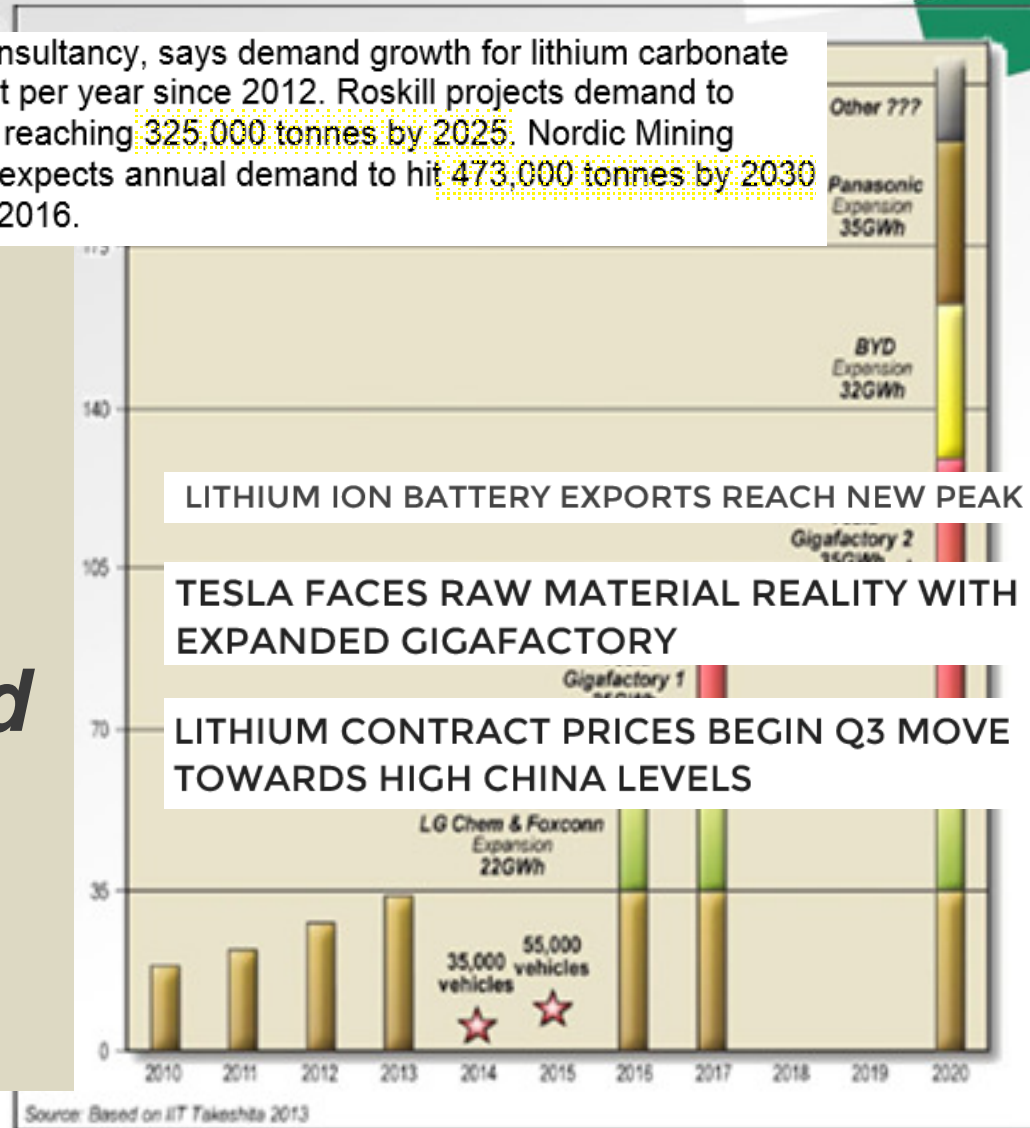 nsultancy, says demand growth for lithium carbonate
t per year since 2012. Roskill projects demand to
reaching 325,000 tonnes by 2025. Nordic Mining
expects annual demand to hit 473,000 tonnes by 2030
2016.
Other ???
Panasonic
Expansion
35GWh
175
BYD
Expansion
32GWh
140
LITHIUM ION BATTERY EXPORTS REACH NEW PEAK
Gigafactory 2
35GWh
105
TESLA FACES RAW MATERIAL REALITY WITH
EXPANDED GIGAFACTORY
Gigafactory 1
d
70
LITHIUM CONTRACT PRICES BEGIN Q3 MOVE
TOWARDS HIGH CHINA LEVELS
LG Chem & Foxconn
Expansion
22GWh
35
35,000
vehicles
55,000
vehicles
0
2010 2011 2012 2013 2014 2015 2016 2017 2018 2019 2020
Source: Based on IIT Takeshita 2013